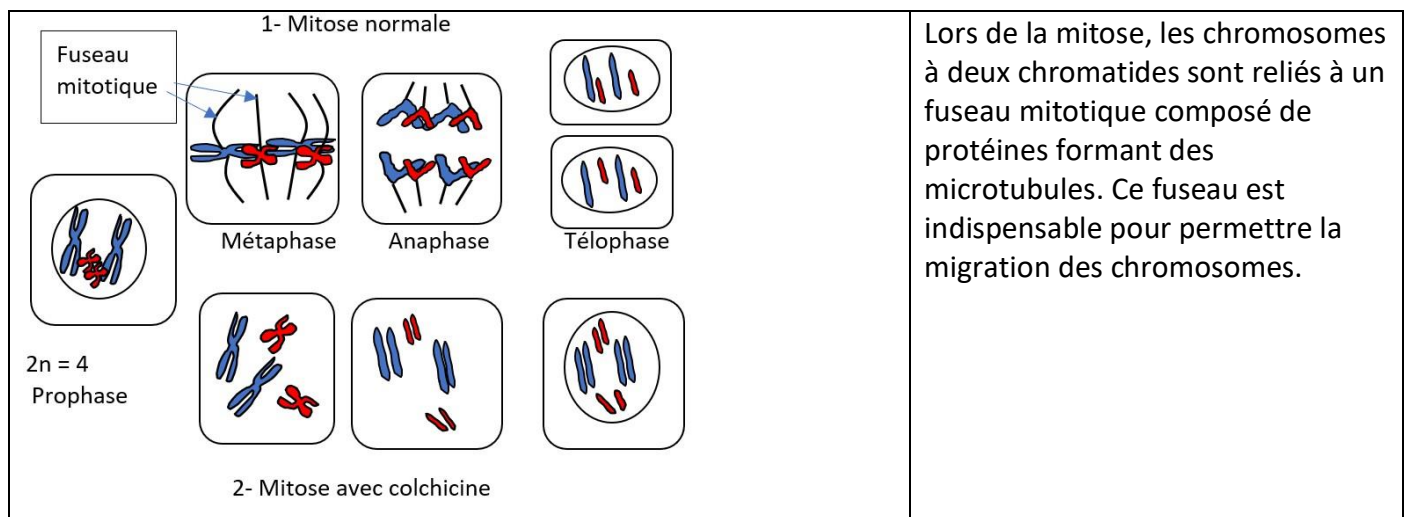 1- Mitose normale
Fuseau
mitotique
Métaphase
Anaphase
Télophase
2n = 4
Prophase
2- Mitose avec colchicine
Lors de la mitose, les chromosomes
à deux chromatides sont reliés à un
fuseau mitotique composé de
protéines formant des
microtubules. Ce fuseau est
indispensable pour permettre la
migration des chromosomes.